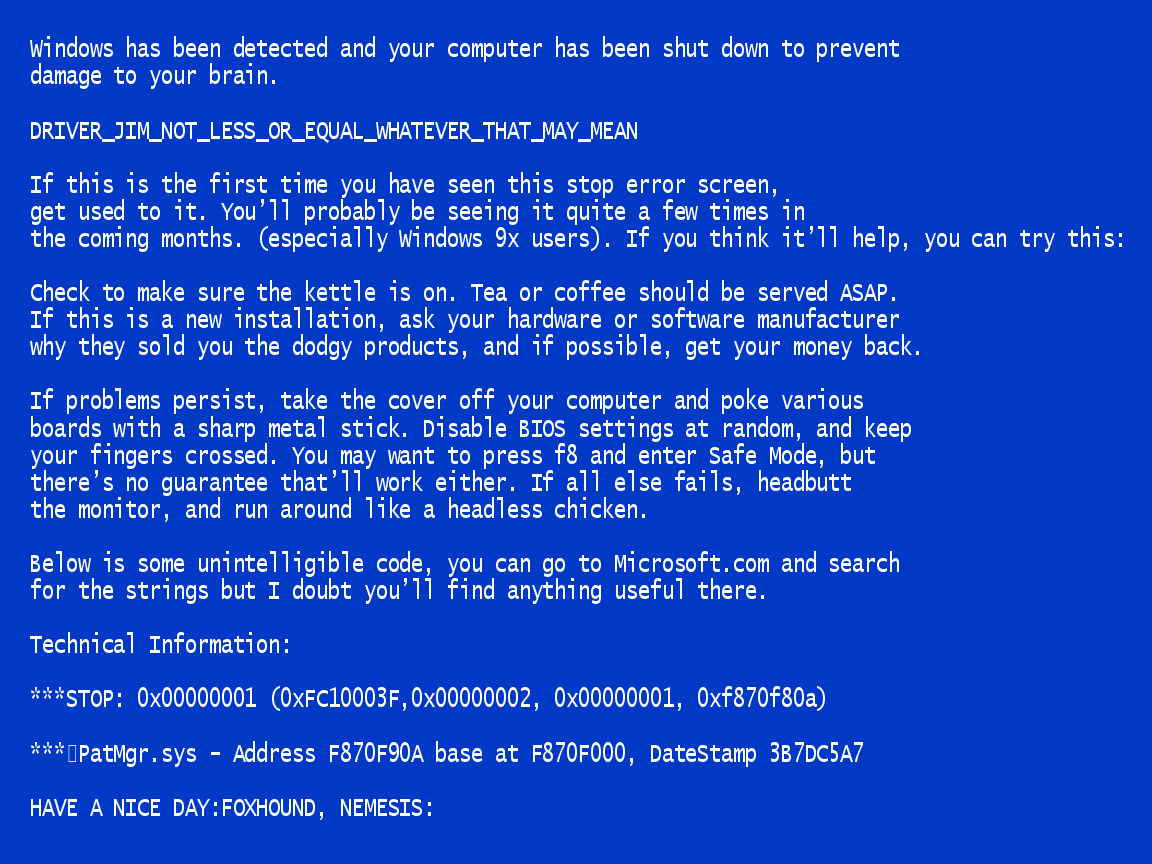 Windows has been detected and your computer has been shut down to prevent
damage to your brain.
DRIVER_JIM_NOT_LESS_OR_EQUAL_WHATEVER_THAT_MAY_MEAN
If this is the first time you have seen this stop error screen,
get used to it. You’ll probably be seeing it quite a few times in
the coming months. (especially Windows 9x users). If you think it’ll help, you can try this:
Check to make sure the kettle is on. Tea or coffee should be served ASAP.
If this is a new installation, ask your hardware or software manufacturer
why they sold you the dodgy products, and if possible, get your money back.
If problems persist, take the cover off your computer and poke various
boards with a sharp metal stick. Disable BIOS settings at random, and keep
your fingers crossed. You may want to press f8 and enter Safe Mode, but
there’s no guarantee that’ll work either. If all else fails, headbutt
the monitor, and run around like a headless chicken.
Below is some unintelligible code, you can go to Microsoft.com and search
for the strings but I doubt you’ll find anything useful there.
Technical Information:
***STOP: 0x00000001 (0xFC10003F,0x00000002, 0x00000001, 0xf870f80a)
***▯PatMgr.sys – Address F870F90A base at F870F000, DateStamp 3B7DC5A7
HAVE A NICE DAY:FOXHOUND, NEMESIS: